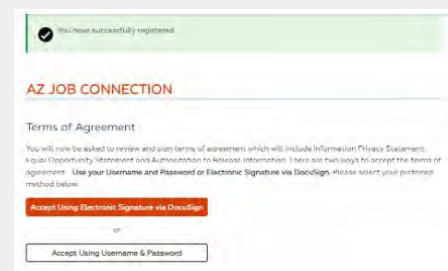 You have successfully registered
AZ JOB CONNECTION
Terms of Agreement
You will now be asked to review and sign terms of agreement which will include Information Privacy Statement,
Equal Opportunity Statement and Authorization to Release Information. There are two ways to accept the terms of
agreement - Use your Username and Password or Electronic Signature via DocuSign. Please select your preferred
method below.
Accept Using Electronic Signature via DocuSign
or
Accept Using Username & Password